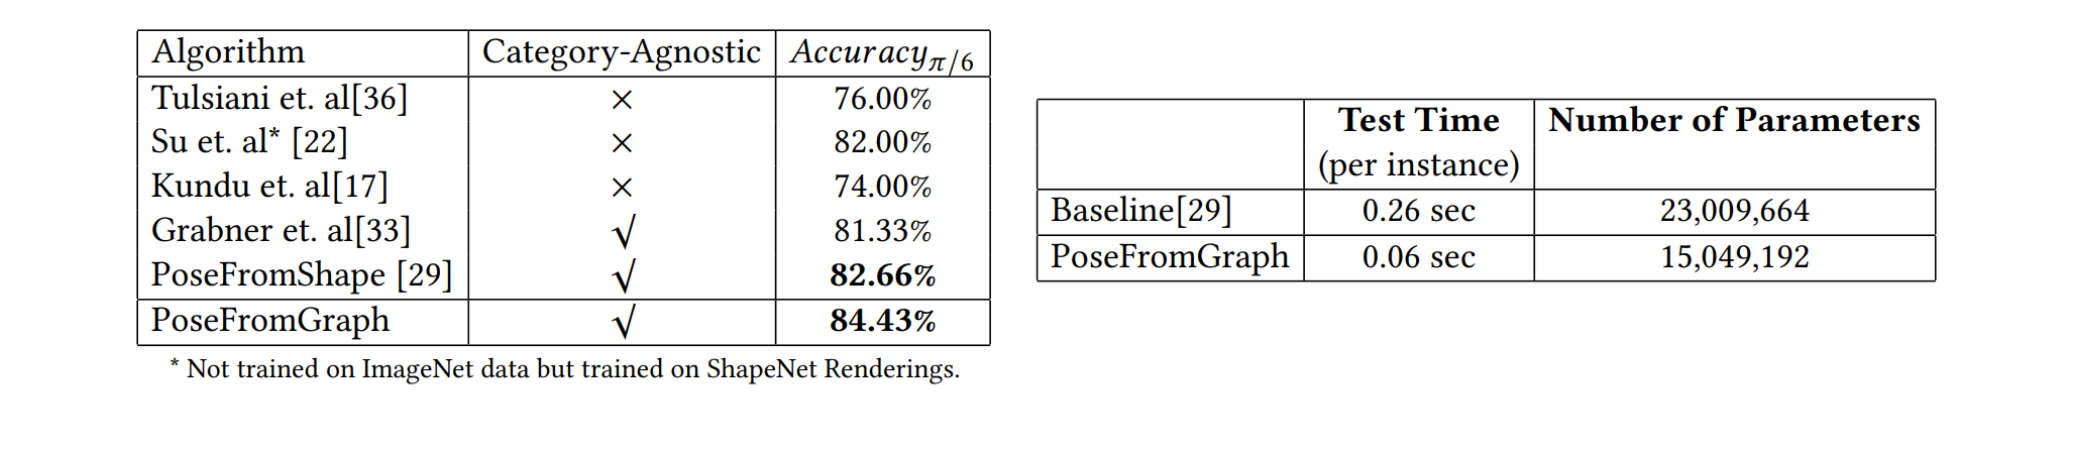 Algorithm Category-Agnostic Accuracyπ/6
Tulsiani et. al[36] × 76.00%
Su et. al* [22] × 82.00%
Kundu et. al[17] × 74.00%
Grabner et. al[33] √ 81.33%
PoseFromShape [29] √ 82.66%
PoseFromGraph √ 84.43%
* Not trained on ImageNet data but trained on ShapeNet Renderings.
Test Time Number of Parameters
(per instance)
Baseline[29] 0.26 sec 23,009,664
PoseFromGraph 0.06 sec 15,049,192